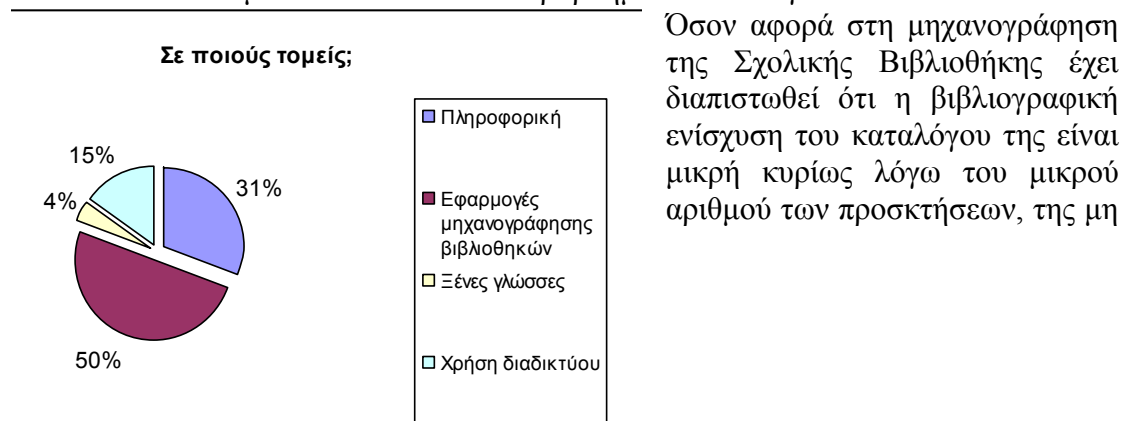 Σε ποιούς τομείς;
15%
31%
4%
50%
Πληροφορική
Εφαρμογές
μηχανογράφησης
βιβλιοθηκών
Ξένες γλώσσες
Χρήση διαδικτύου
Όσον αφορά στη μηχανογράφηση
της Σχολικής Βιβλιοθήκης έχει
διαπιστωθεί ότι η βιβλιογραφική
ενίσχυση του καταλόγου της είναι
μικρή κυρίως λόγω του μικρού
αριθμού των προσκτήσεων, της μη